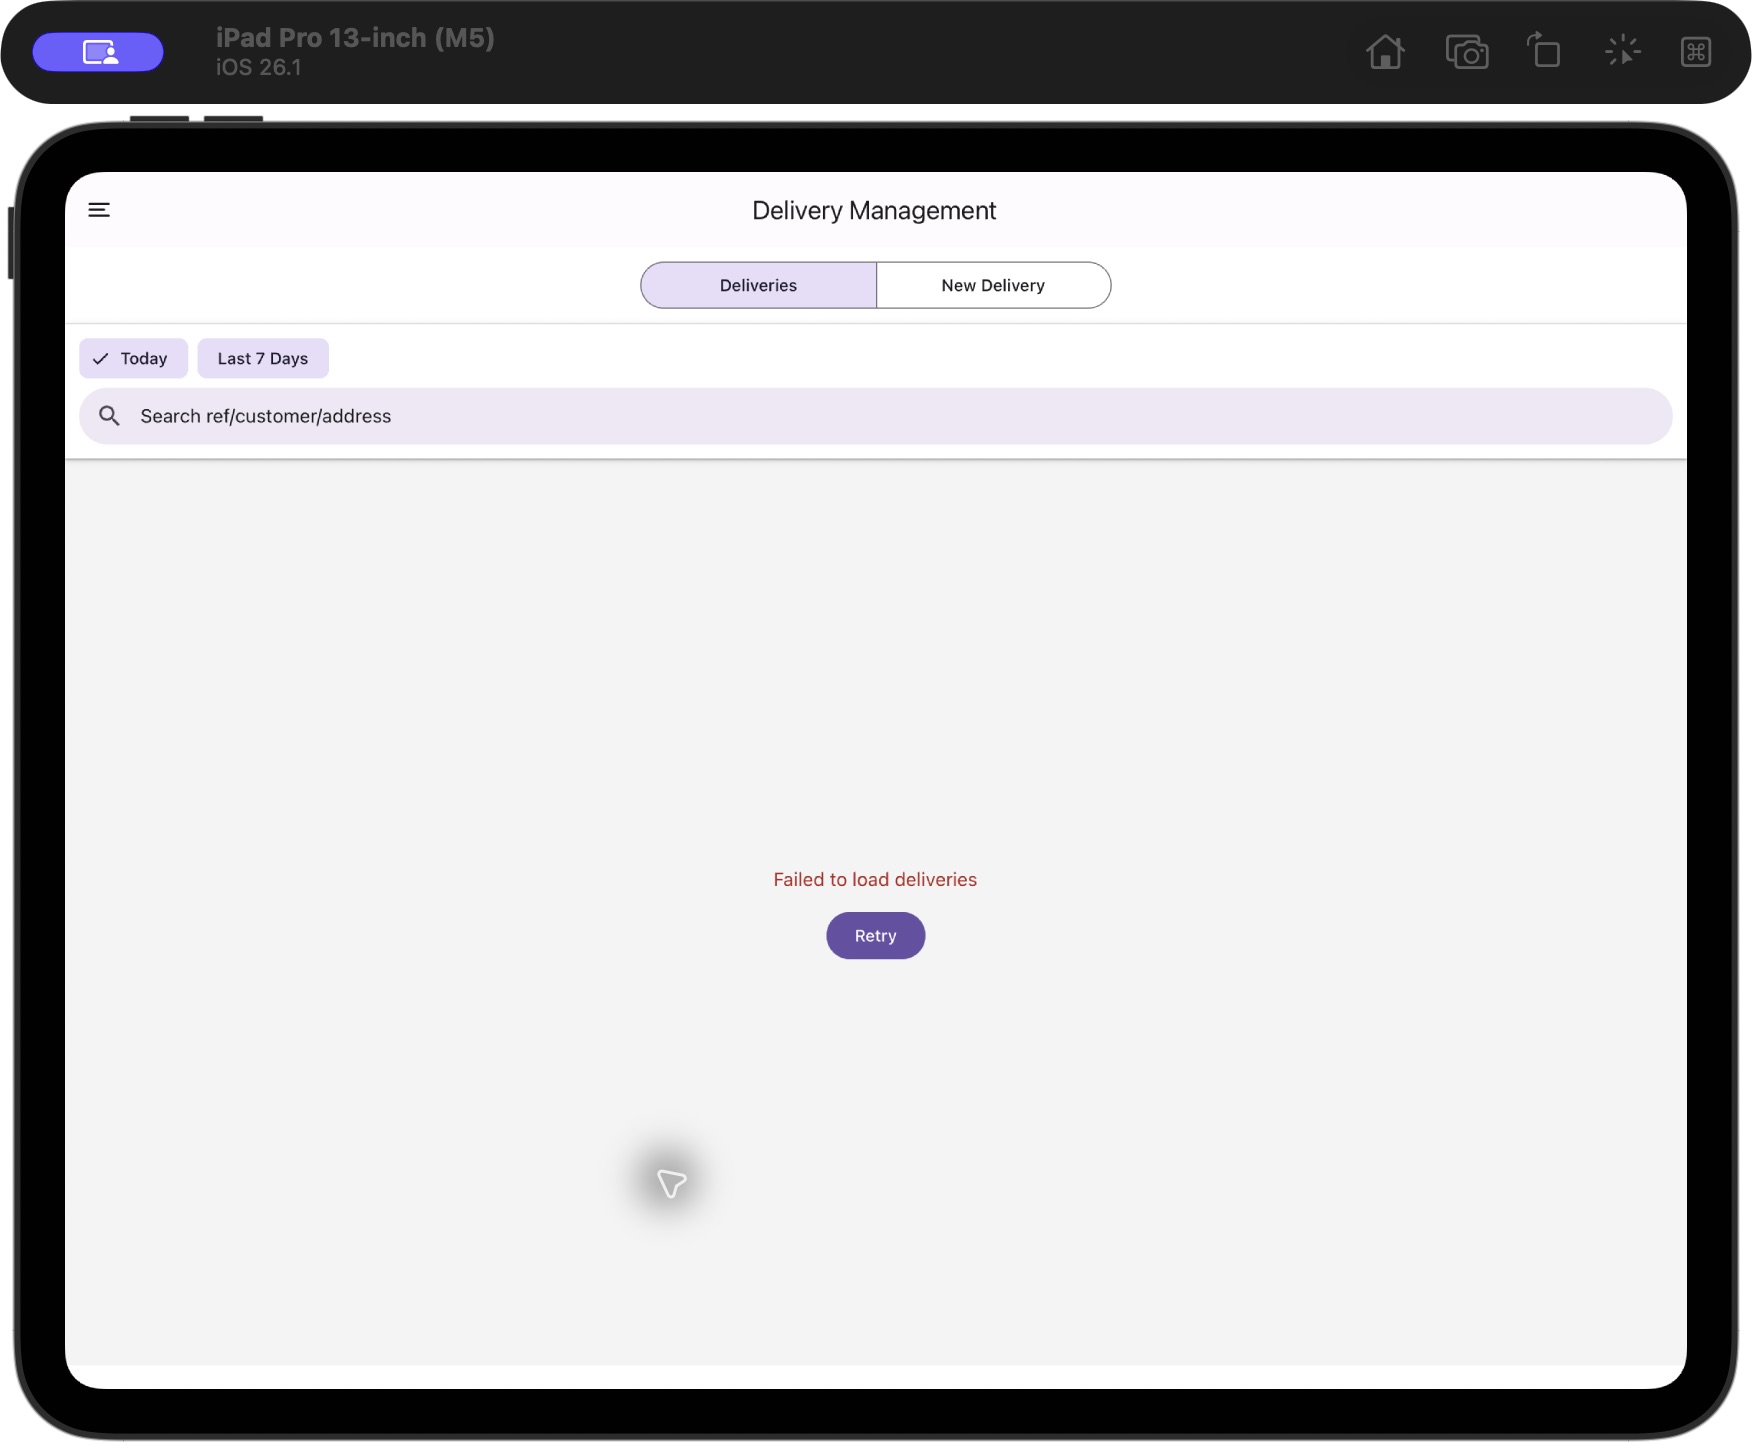 iPad Pro 13-inch (M5)
iOS 26.1
Delivery Management
Deliveries
New Delivery
Today
Last 7 Days
Search ref/customer/address
Failed to load deliveries
Retry